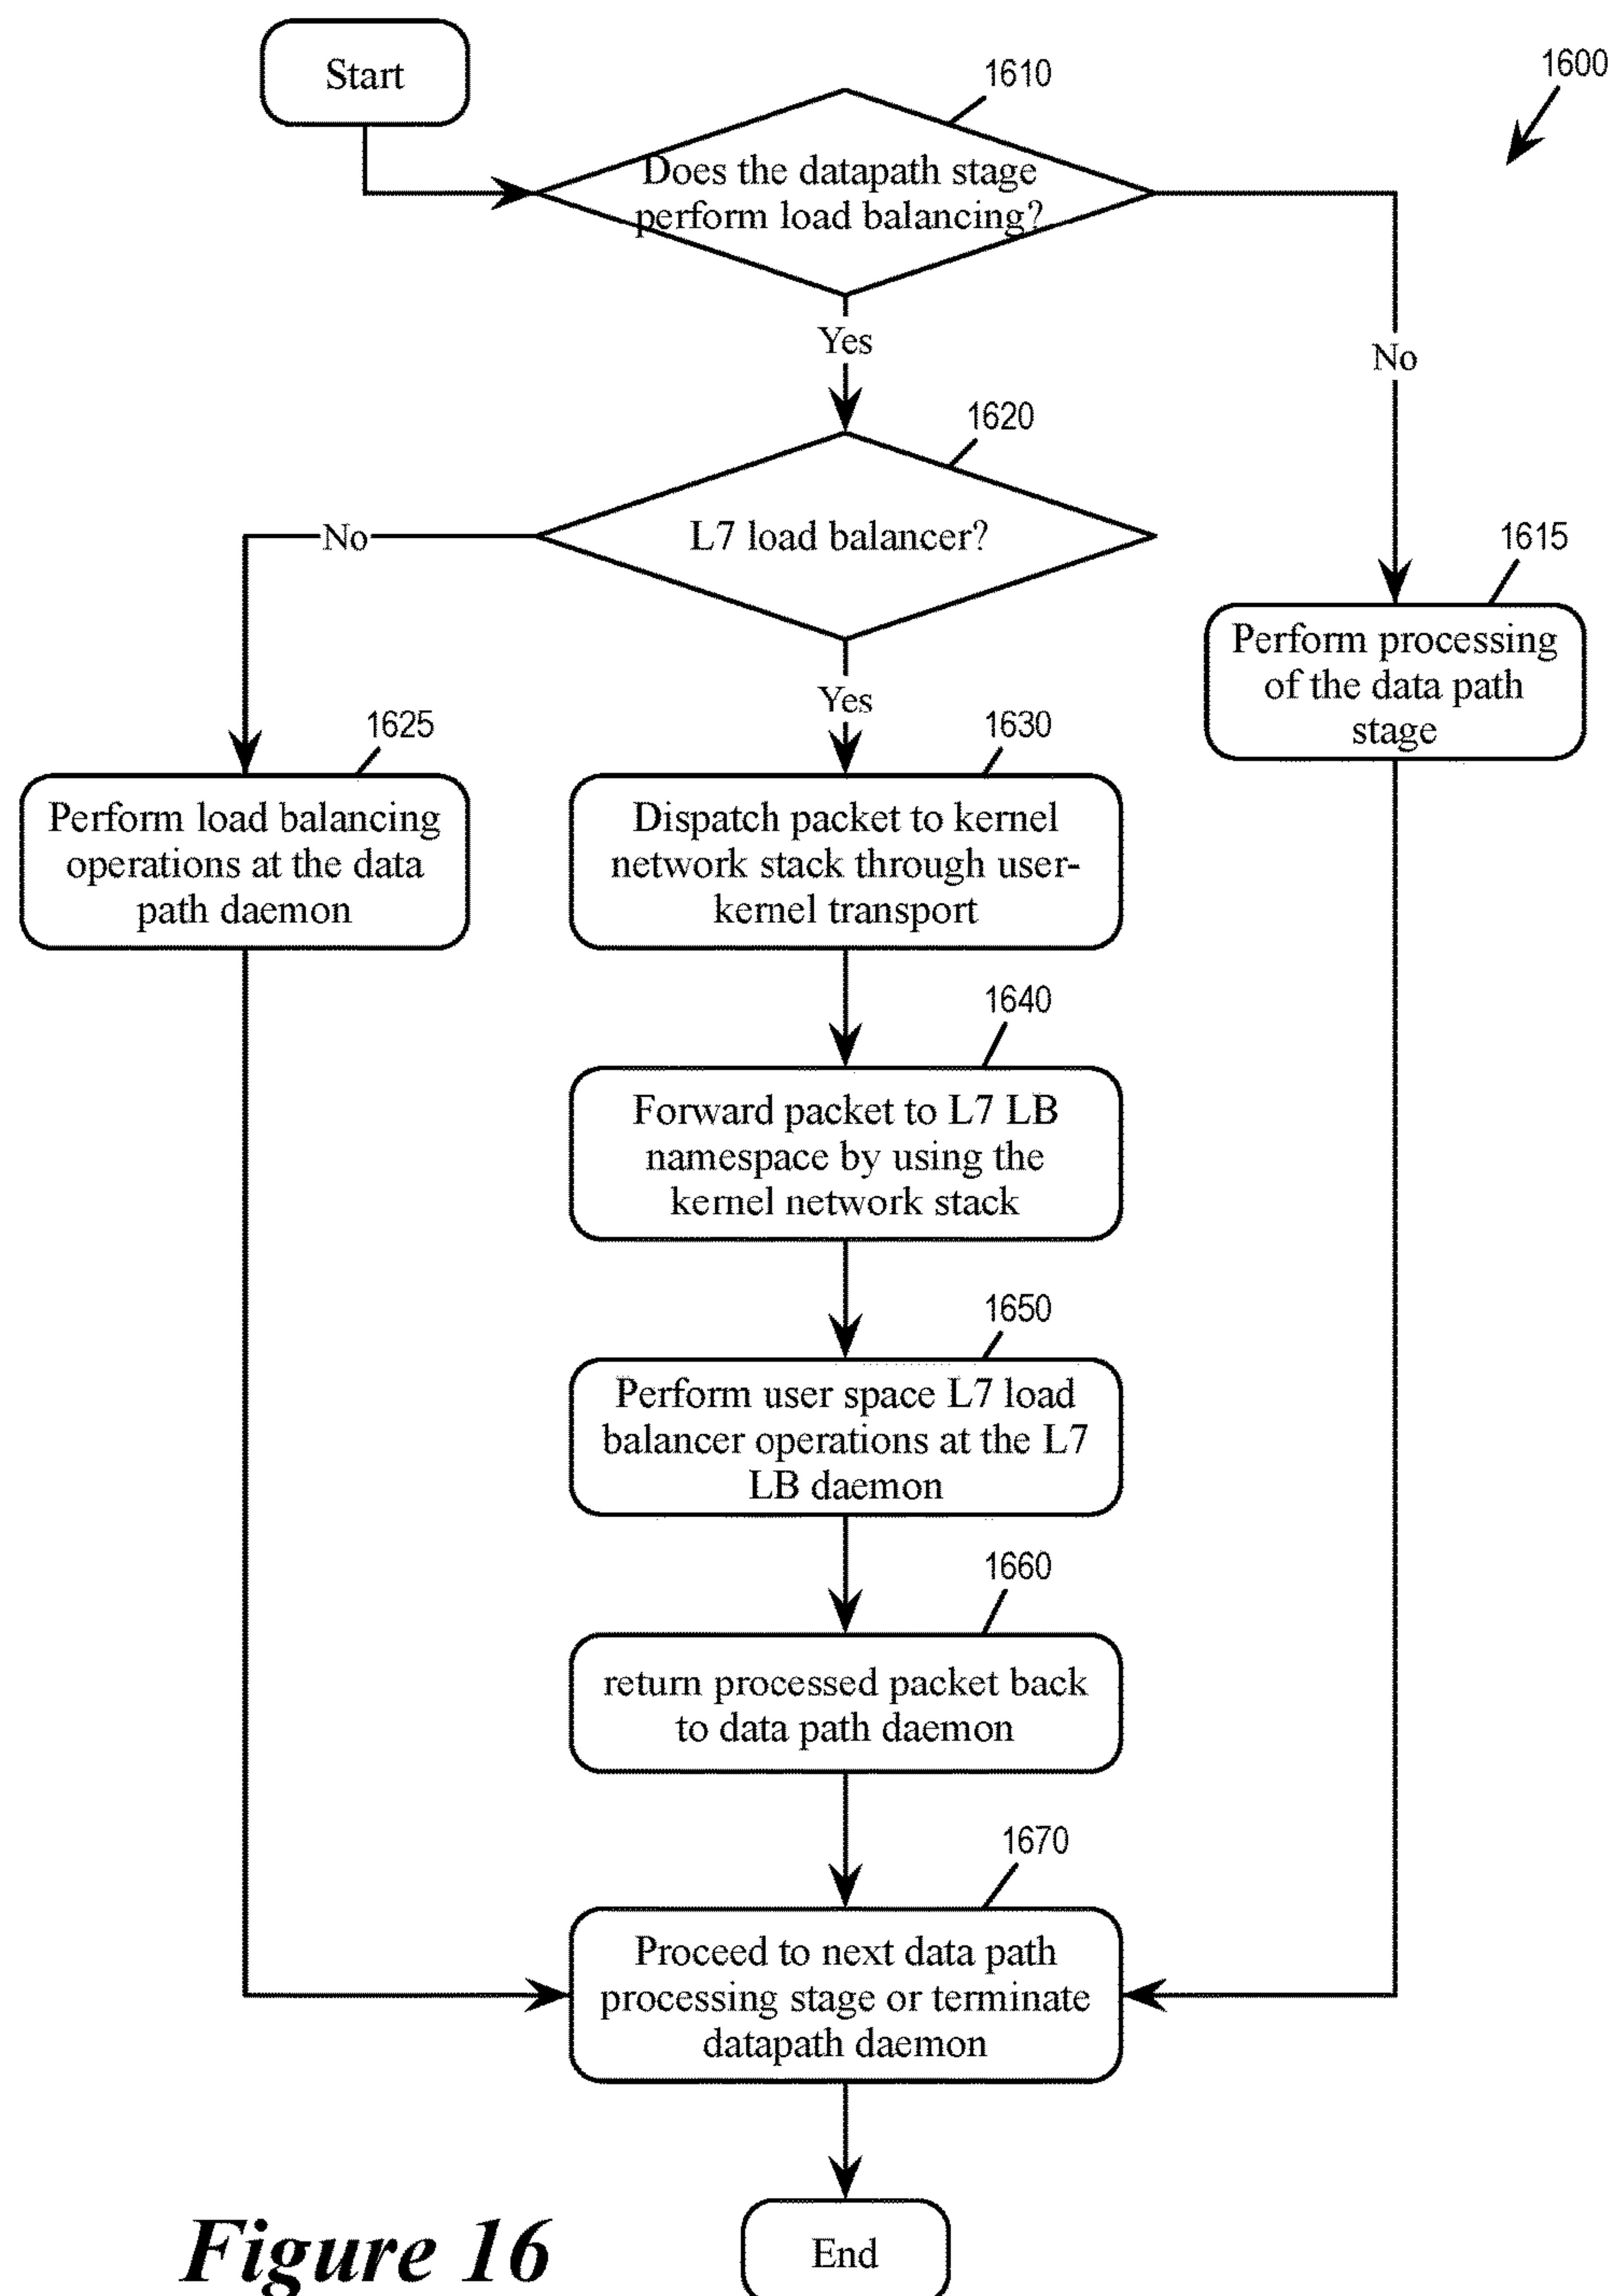 Start
1610
1600
Does the datapath stage
perform load balancing?
Yes
No
1620
L7 load balancer?
No
1615
Perform processing
of the data path
stage
Yes
1625
1630
Perform load balancing
operations at the data
path daemon
Dispatch packet to kernel
network stack through user-
kernel transport
1640
Forward packet to L7 LB
namespace by using the
kernel network stack
1650
Perform user space L7 load
balancer operations at the L7
LB daemon
1660
return processed packet back
to data path daemon
1670
Proceed to next data path
processing stage or terminate
datapath daemon
Figure 16
End